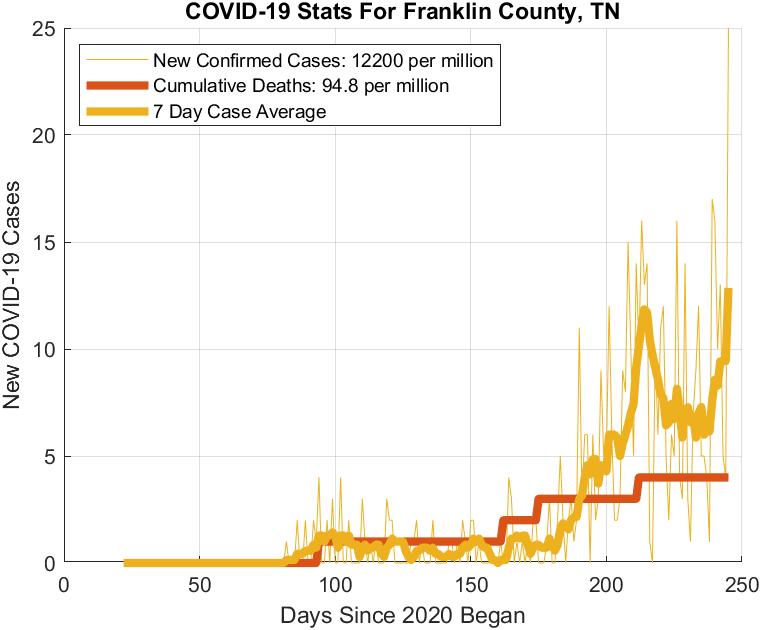 COVID-19 Stats For Franklin County, TN
New Confirmed Cases: 12200 per million
Cumulative Deaths: 94.8 per million
7 Day Case Average
New COVID-19 Cases
25
20
15
10
5
0
0 50 100 150 200 250
Days Since 2020 Began